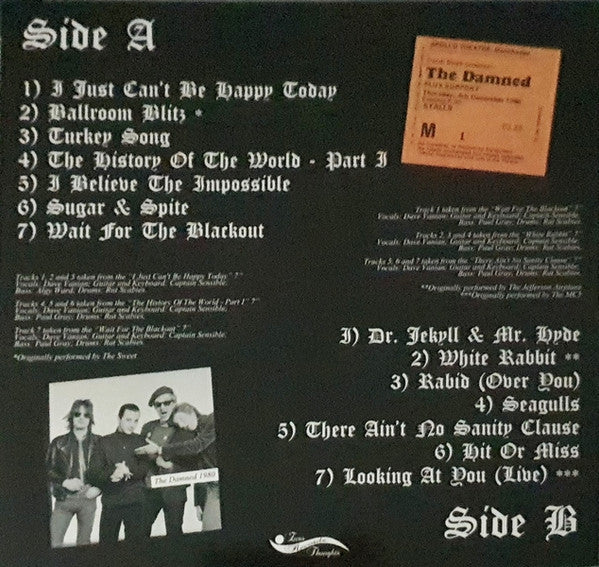 Side A
1) I Just Can't Be Happy Today
2) Ballroom Blitz *
3) Turkey Song
4) The History Of The World - Part I
5) I Believe The Impossible
6) Sugar & Spite
7) Wait For The Blackout
Tracks 1, 2 and 3 taken from the "I Just Can't Be Happy Today" 7"
Vocals: Dave Vanian; Guitar and Keyboard: Captain Sensible;
Bass: Algy Ward; Drums: Rat Scabies.
Tracks 4, 5 and 6 taken from the "The History Of The World - Part I" 7"
Vocals: Dave Vanian; Guitar and Keyboard: Captain Sensible;
Bass: Paul Gray; Drums: Rat Scabies.
Track 7 taken from the "Wait For The Blackout" 7"
Vocals: Dave Vanian; Guitar and Keyboard: Captain Sensible;
Bass: Paul Gray; Drums: Rat Scabies.
*Originally performed by The Sweet
APOLLO THEATRE, Manchester
The Damned
PLUS SUPPORT
STALLS
M 1
Track 1 taken from the "Wait For The Blackout" 7"
Vocals: Dave Vanian; Guitar and Keyboard: Captain Sensible;
Bass: Paul Gray; Drums: Rat Scabies.
Tracks 2, 3 and 4 taken from the "White Rabbit" 7"
Vocals: Dave Vanian; Guitar and Keyboard: Captain Sensible;
Bass: Paul Gray; Drums: Rat Scabies.
Tracks 5, 6 and 7 taken from the "There Ain't No Sanity Clause" 7"
Vocals: Dave Vanian; Guitar and Keyboard: Captain Sensible;
Bass: Paul Gray; Drums: Rat Scabies.
**Originally performed by The Jefferson Airplane
***Originally performed by The MC5
1) Dr. Jekyll & Mr. Hyde
2) White Rabbit **
3) Rabid (Over You)
4) Seagulls
5) There Ain't No Sanity Clause
6) Hit Or Miss
7) Looking At You (Live) ***
Side B
The Damned 1980
Thoughts